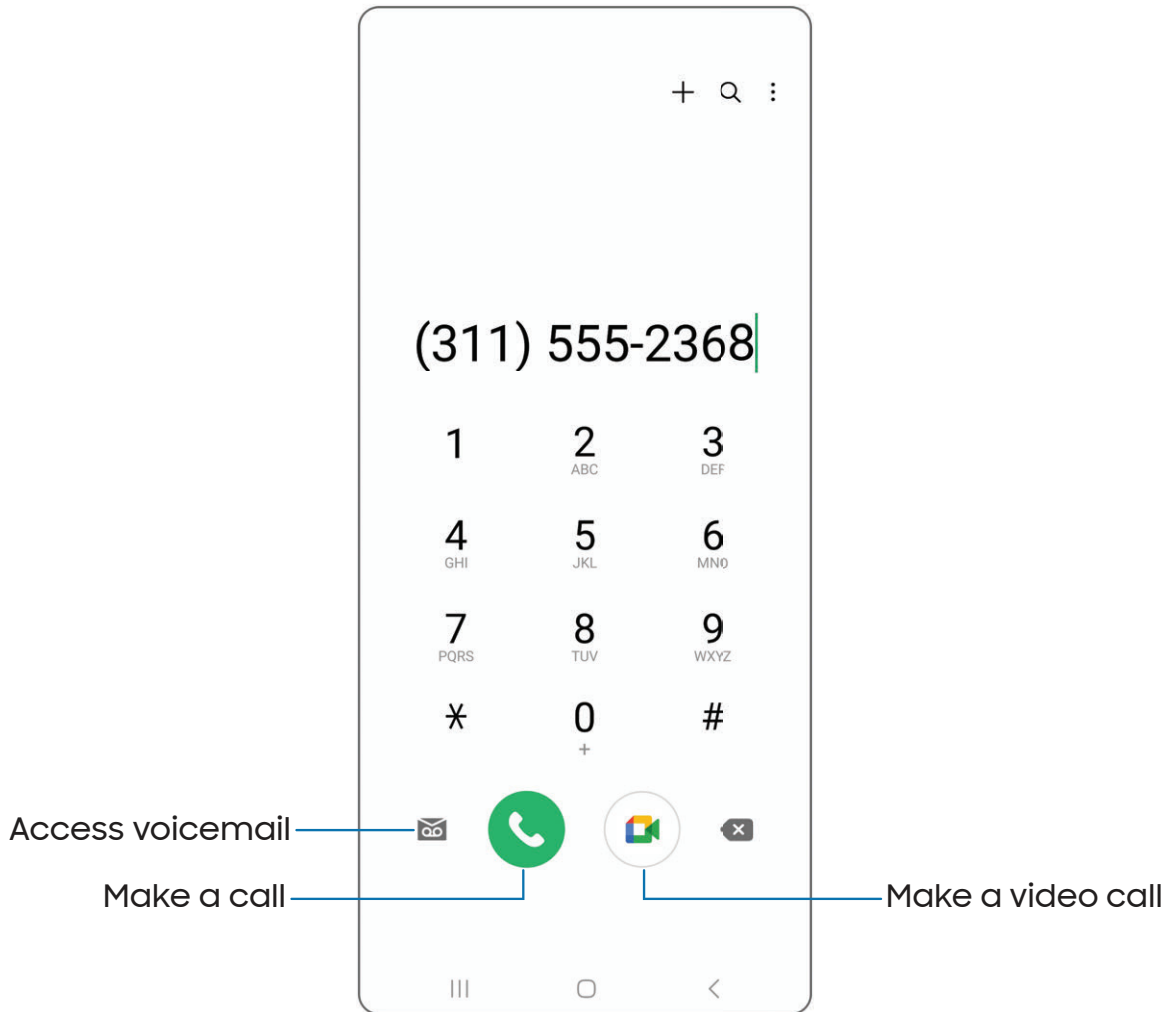 (311) 555-2368
1 2 3
ABC DEF
4 5 6
GHI JKL MNO
7 8 9
PQRS TUV WXYZ
* 0 #
+
Access voicemail
Make a call
Make a video call